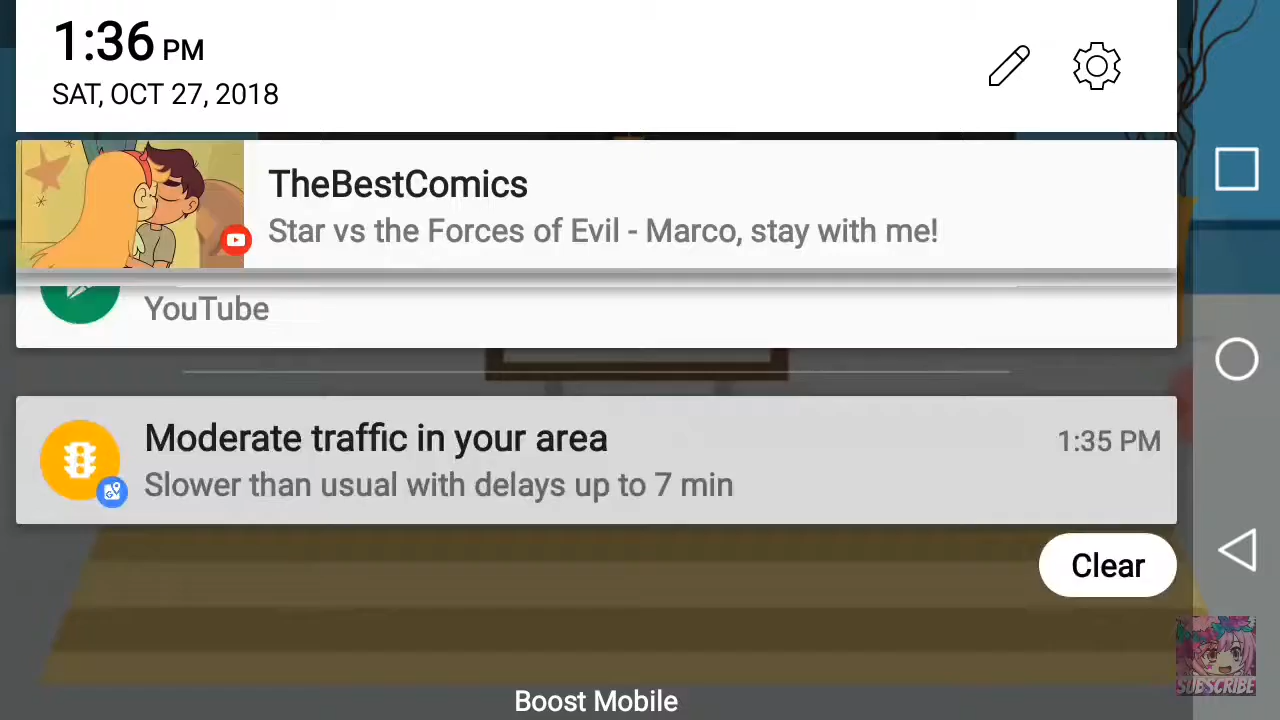 1:36 PM
SAT, OCT 27, 2018
TheBestComics
Star vs the Forces of Evil - Marco, stay with me!
YouTube
Moderate traffic in your area
1:35 PM
Slower than usual with delays up to 7 min
Clear
SUBSCRIBE
Boost Mobile